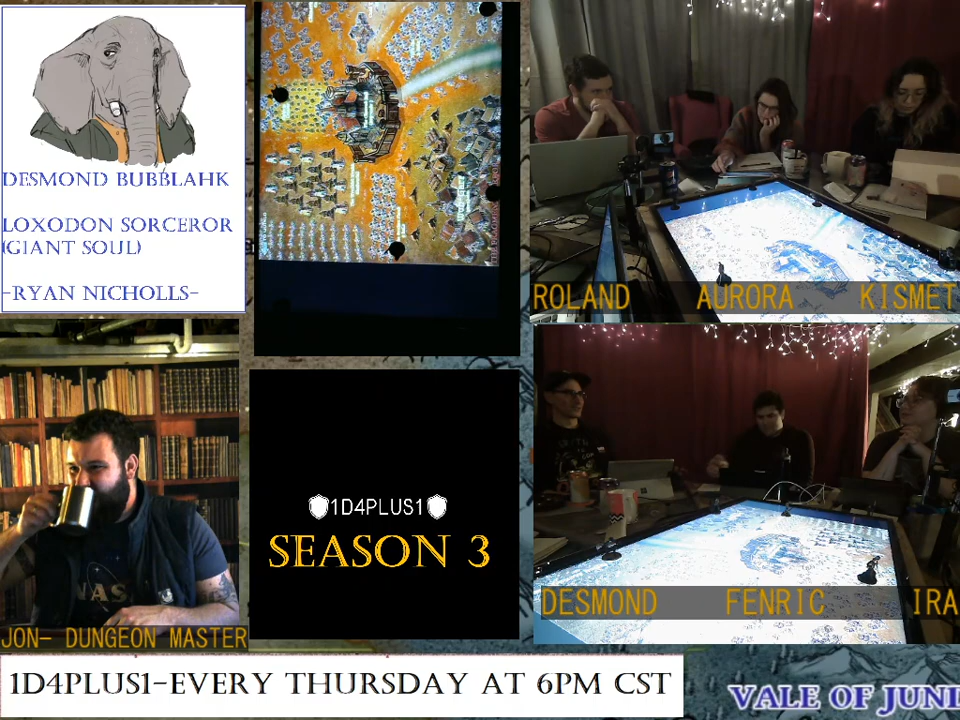 DESMOND BUBBLAHK
LOXODON SORCEROR
(GIANT SOUL)
-RYAN NICHOLLS-
ROLAND AURORA KISMET
1D4PLUS1
SEASON 3
DESMOND FENRIC IRA
NAS
JON- DUNGEON MASTER
1D4PLUS1-EVERY THURSDAY AT 6PM CST
VALE OF JUNI